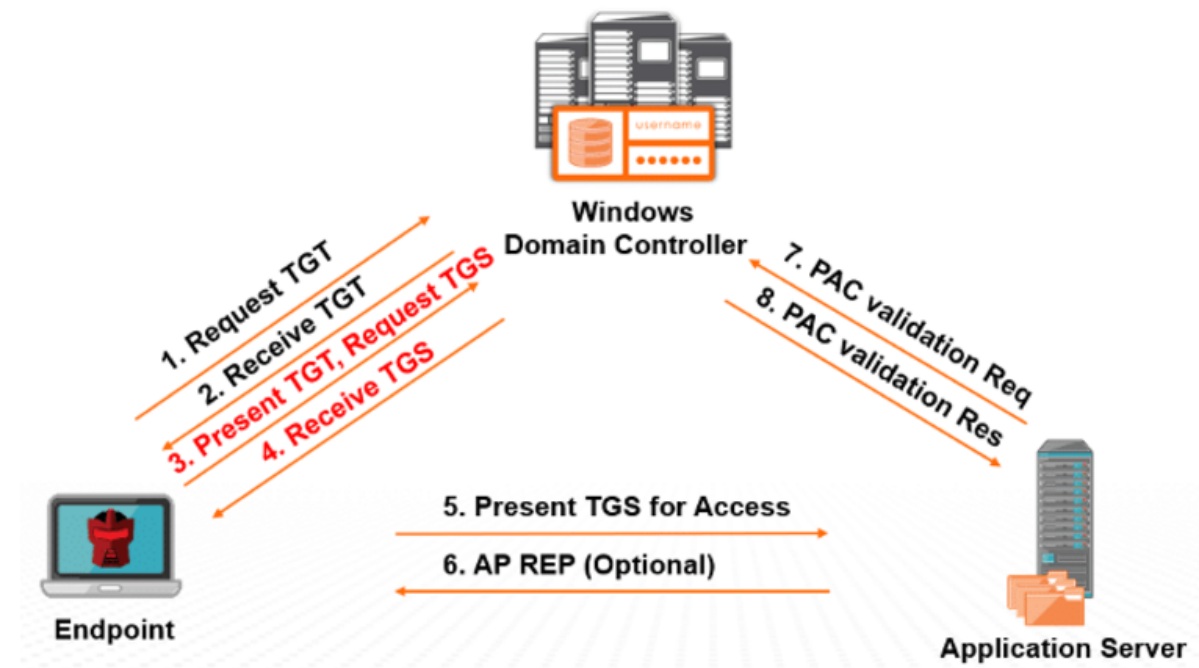 username
Windows
Domain Controller
1. Request TGT
2. Receive TGT
3. Present TGT, Request TGS
4. Receive TGS
7. PAC validation Req
8. PAC validation Res
5. Present TGS for Access
6. AP REP (Optional)
Endpoint
Application Server